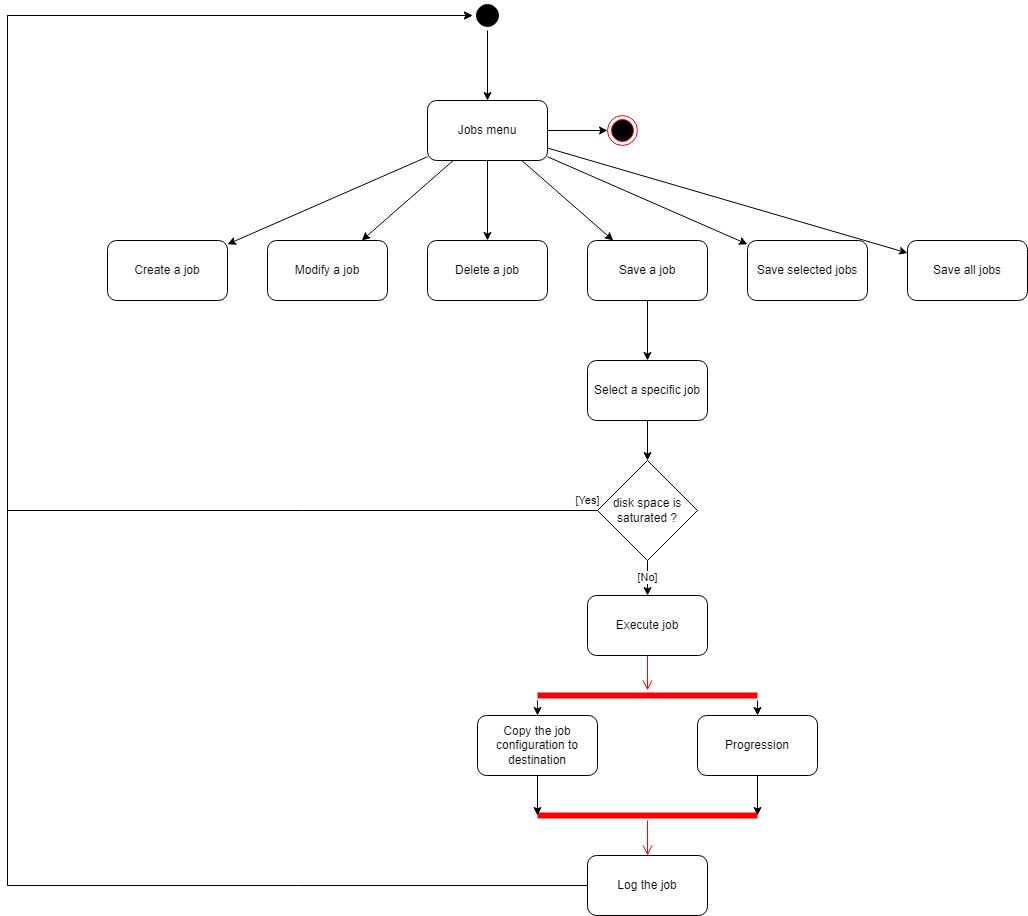 Jobs menu
Create a job
Modify a job
Delete a job
Save a job
Save selected jobs
Save all jobs
Select a specific job
[Yes]
disk space is
saturated ?
[No]
Execute job
Copy the job
configuration to
destination
Progression
Log the job